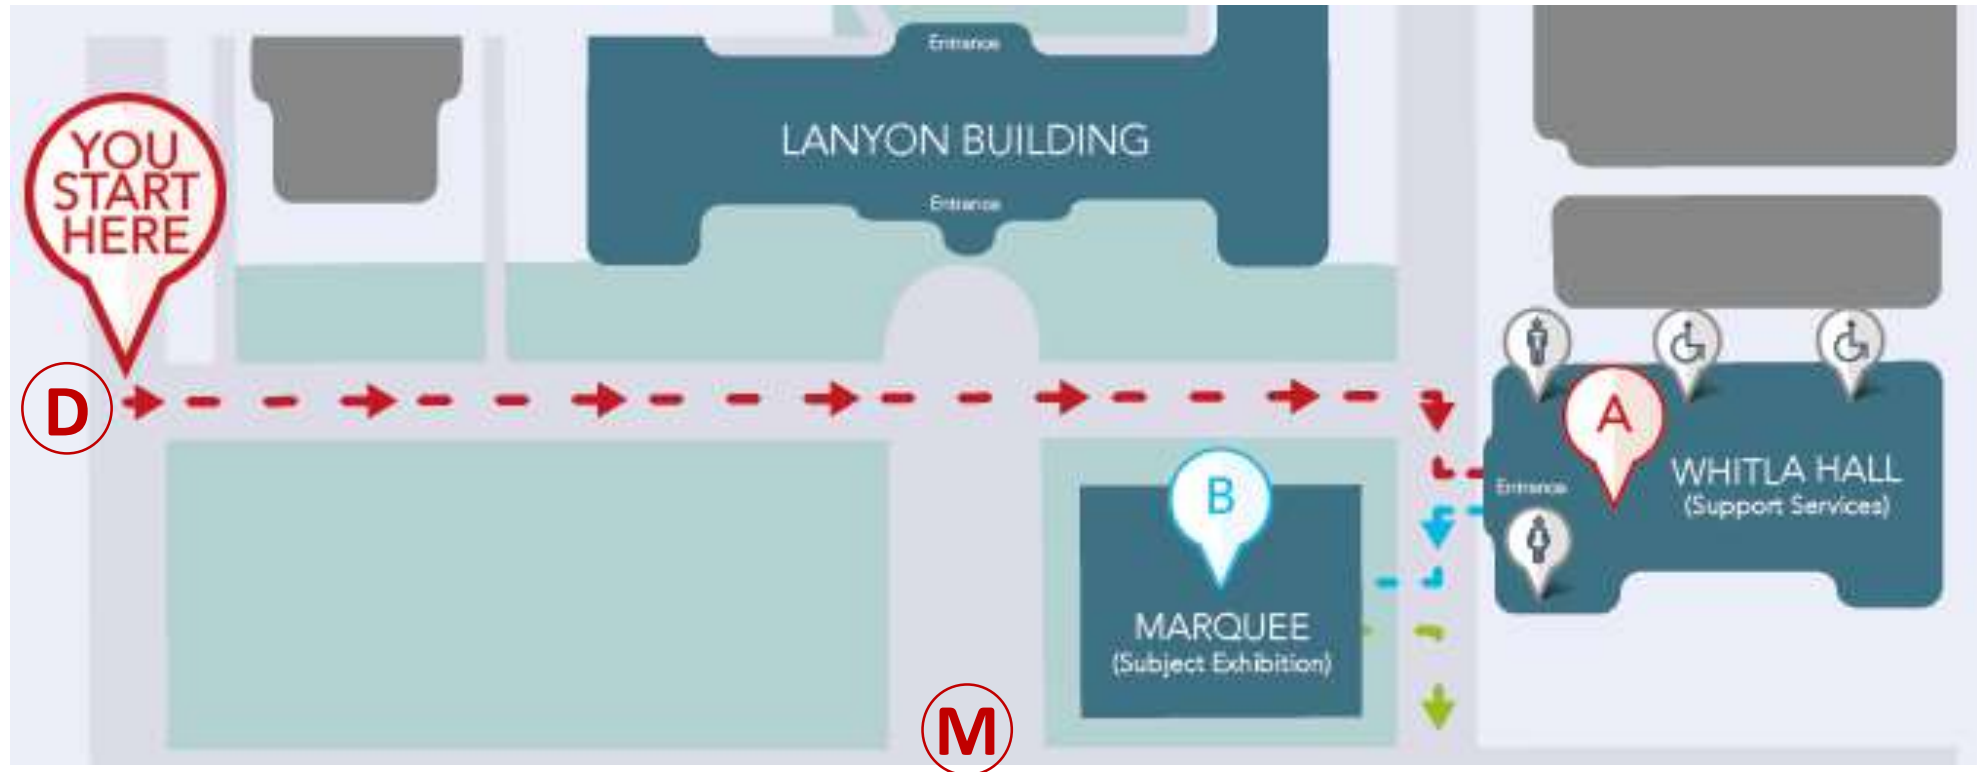 Entrance
LANYON BUILDING
Entrance
YOU
START
HERE
D
A
B
WHITLA HALL
(Support Services)
Entrance
MARQUEE
(Subject Exhibition)
M